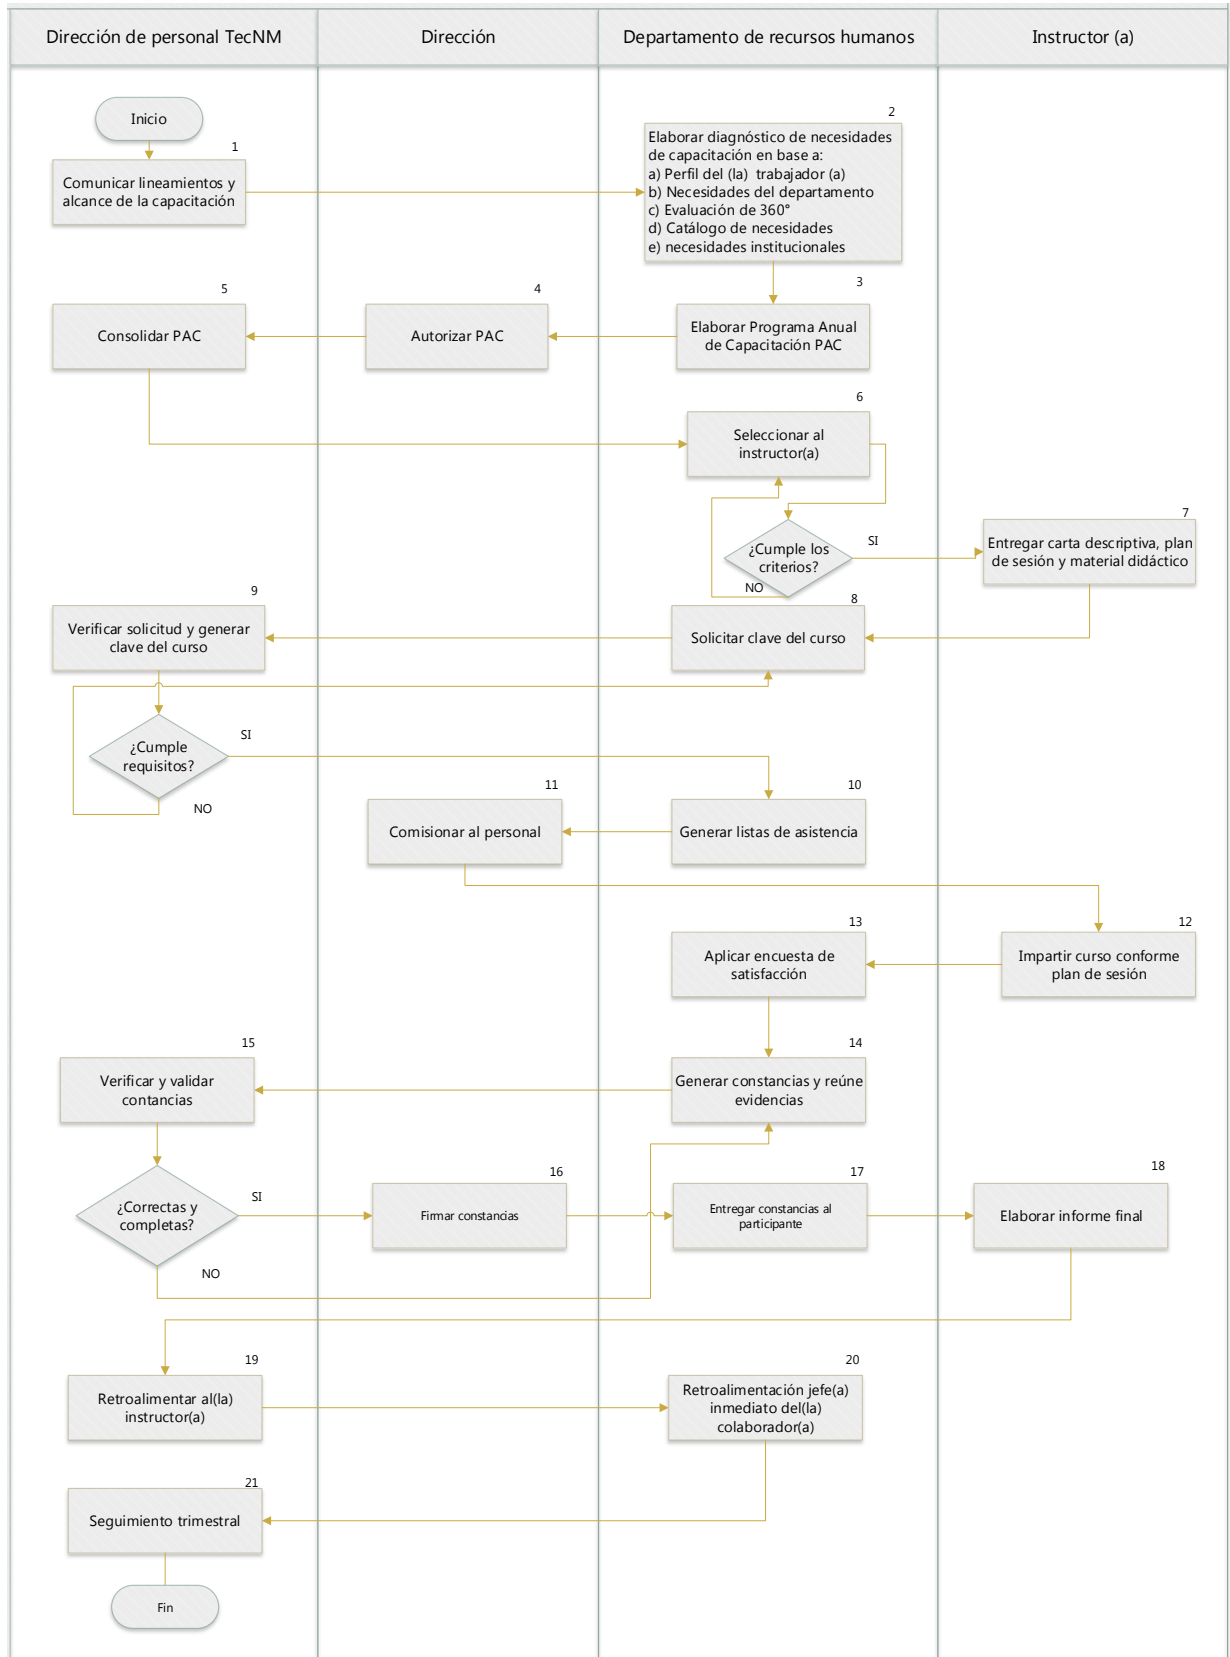 Dirección de personal TecNM
Dirección
Departamento de recursos humanos
Instructor (a)
Inicio
1
Comunicar lineamientos y
alcance de la capacitación
2
Elaborar diagnóstico de necesidades
de capacitación en base a:
a) Perfil del (la)  trabajador (a)
b) Necesidades del departamento
c) Evaluación de 360°
d) Catálogo de necesidades
e) necesidades institucionales
3
Elaborar Programa Anual
de Capacitación PAC
4
Autorizar PAC
5
Consolidar PAC
6
Seleccionar al
instructor(a)
¿Cumple los
criterios?
SI
NO
7
Entregar carta descriptiva, plan
de sesión y material didáctico
8
Solicitar clave del curso
9
Verificar solicitud y generar
clave del curso
¿Cumple
requisitos?
SI
NO
10
Generar listas de asistencia
11
Comisionar al personal
12
Impartir curso conforme
plan de sesión
13
Aplicar encuesta de
satisfacción
14
Generar constancias y reúne
evidencias
15
Verificar y validar
contancias
¿Correctas y
completas?
SI
NO
16
Firmar constancias
17
Entregar constancias al
participante
18
Elaborar informe final
19
Retroalimentar al(la)
instructor(a)
20
Retroalimentación jefe(a)
inmediato del(la)
colaborador(a)
21
Seguimiento trimestral
Fin